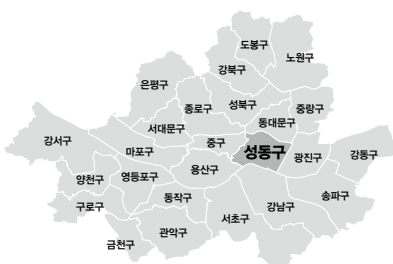 도봉구
노원구
강북구
은평구
종로구
성북구
중랑구
서대문구
동대문구
강서구
마포구
중구
성동구
광진구
강동구
양천구
영등포구
용산구
구로구
동작구
강남구
송파구
금천구
관악구
서초구